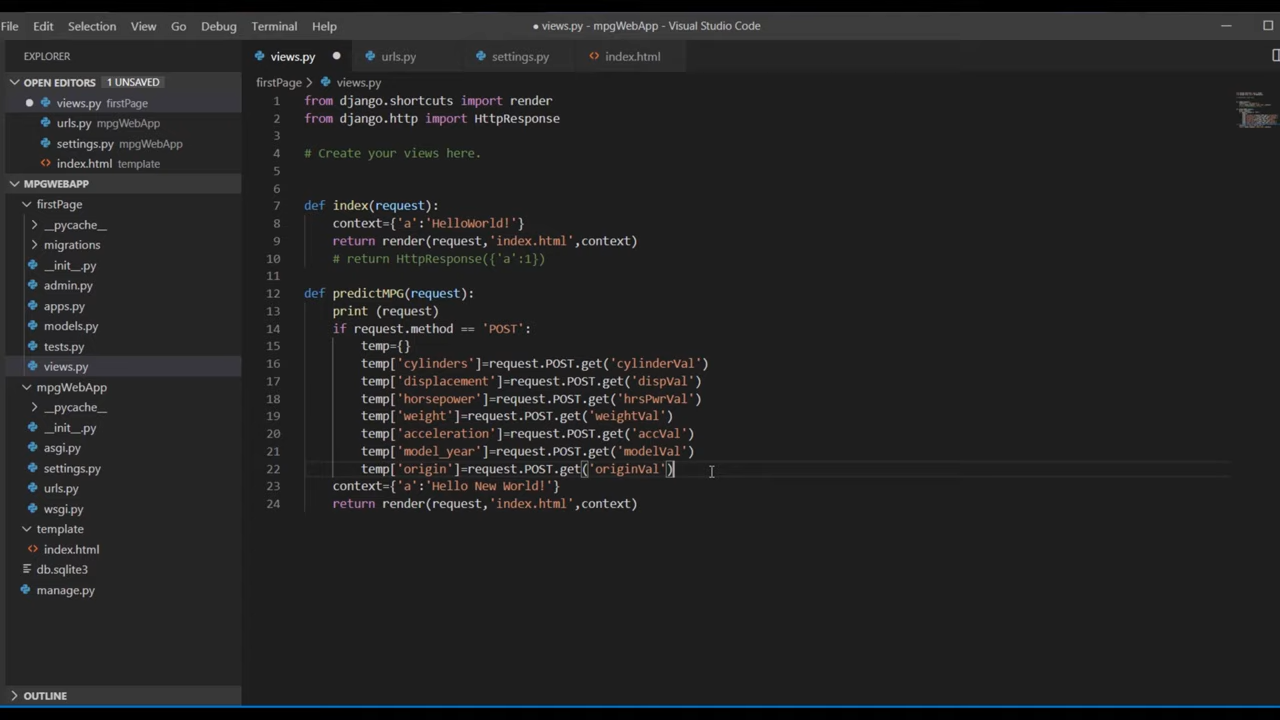 File Edit Selection View Go Debug Terminal Help
● views.py - mpgWebApp - Visual Studio Code
EXPLORER
OPEN EDITORS 1 UNSAVED
views.py firstPage
urls.py mpgWebApp
settings.py mpgWebApp
index.html template
MPGWEBAPP
firstPage
__pycache__
migrations
__init__.py
admin.py
apps.py
models.py
tests.py
views.py
mpgWebApp
__pycache__
__init__.py
asgi.py
settings.py
urls.py
wsgi.py
template
index.html
db.sqlite3
manage.py
OUTLINE
views.py urls.py settings.py index.html
firstPage > views.py
1 from django.shortcuts import render
2 from django.http import HttpResponse
3
4 # Create your views here.
5
6
7 def index(request):
8 context={'a':'HelloWorld!'}
9 return render(request,'index.html',context)
10 # return HttpResponse({'a':1})
11
12 def predictMPG(request):
13 print (request)
14 if request.method == 'POST':
15 temp={}
16 temp['cylinders']=request.POST.get('cylinderVal')
17 temp['displacement']=request.POST.get('dispVal')
18 temp['horsepower']=request.POST.get('hrsPwrVal')
19 temp['weight']=request.POST.get('weightVal')
20 temp['acceleration']=request.POST.get('accVal')
21 temp['model_year']=request.POST.get('modelVal')
22 temp['origin']=request.POST.get('originVal')
23 context={'a':'Hello New World!'}
24 return render(request,'index.html',context)